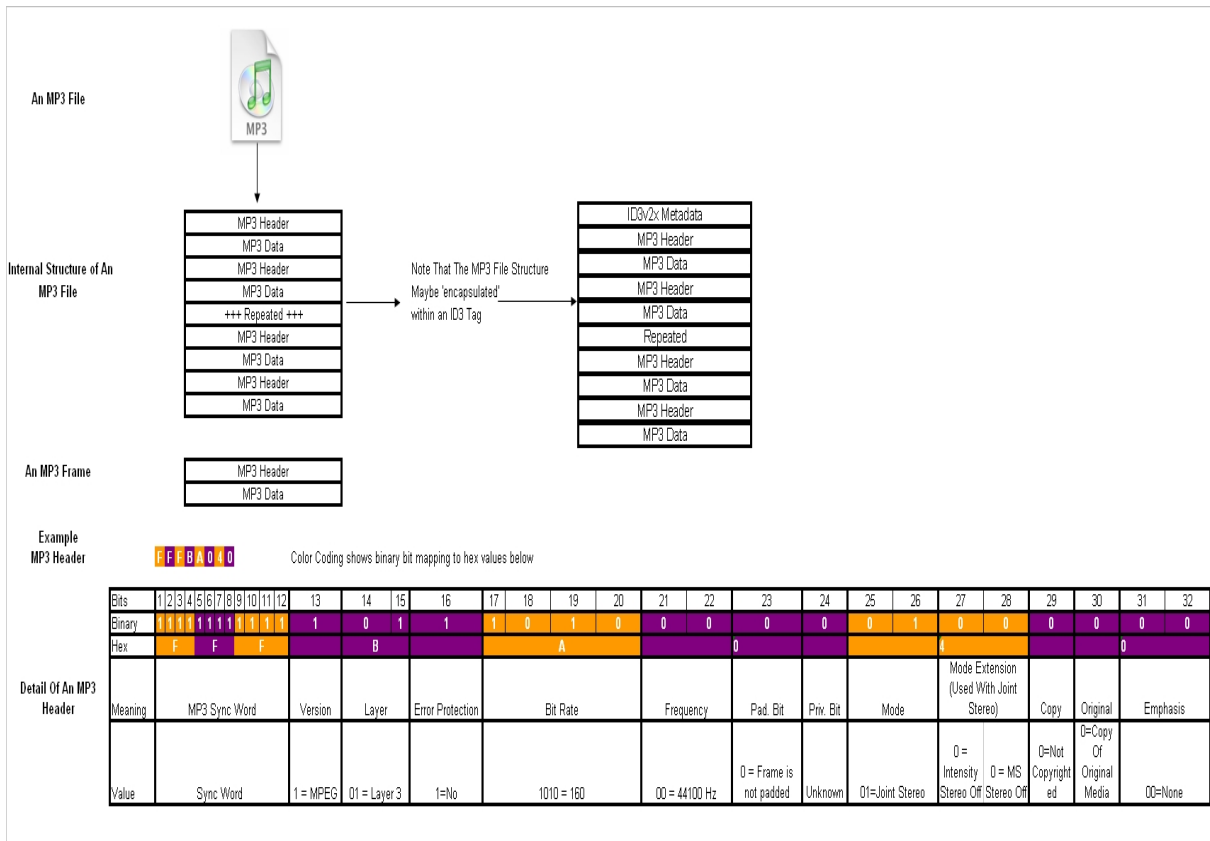 An MP3 File
MP3
Internal Structure of An
MP3 File
MP3 Header
MP3 Data
MP3 Header
MP3 Data
+++ Repeated +++
MP3 Header
MP3 Data
MP3 Header
MP3 Data
Note That The MP3 File Structure
Maybe 'encapsulated'
within an ID3 Tag
ID3v2x Metadata
MP3 Header
MP3 Data
MP3 Header
MP3 Data
Repeated
MP3 Header
MP3 Data
MP3 Header
MP3 Data
An MP3 Frame
MP3 Header
MP3 Data
Example
MP3 Header
F F F B A 0 4 0
Color Coding shows binary bit mapping to hex values below
Detail Of An MP3
Header
Bits 1 2 3 4 5 6 7 8 9 10 11 12 13 14 15 16 17 18 19 20 21 22 23 24 25 26 27 28 29 30 31 32
Binary 1 1 1 1 1 1 1 1 1 1 1 1 1 0 1 1 1 0 1 0 0 0 0 0 0 1 0 0 0 0 0 0
Hex F F F B A 0 4 0
Meaning
MP3 Sync Word
Version
Layer
Error Protection
Bit Rate
Frequency
Pad. Bit
Priv. Bit
Mode
Mode Extension
(Used With Joint
Stereo)
Copy
Original
Emphasis
Value
Sync Word
1 = MPEG
01 = Layer 3
1=No
1010 = 160
00 = 44100 Hz
0 = Frame is
not padded
Unknown
01=Joint Stereo
0 =
Intensity
Stereo Off
0 = MS
Stereo Off
0=Not
Copyright
ed
0=Copy
Of
Original
Media
00=None